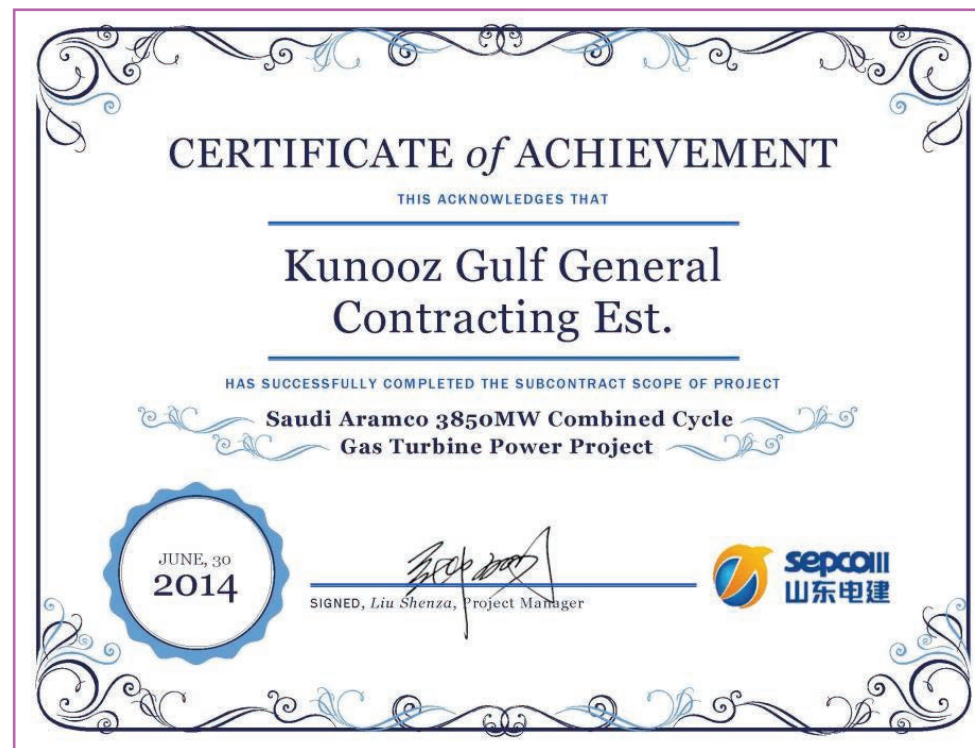 CERTIFICATE of ACHIEVEMENT
THIS ACKNOWLEDGES THAT
Kunooz Gulf General
Contracting Est.
HAS SUCCESSFULLY COMPLETED THE SUBCONTRACT SCOPE OF PROJECT
Saudi Aramco 3850MW Combined Cycle
Gas Turbine Power Project
JUNE, 30
2014
SIGNED, Liu Shenza, Project Manager
sepcoIII
山东电建